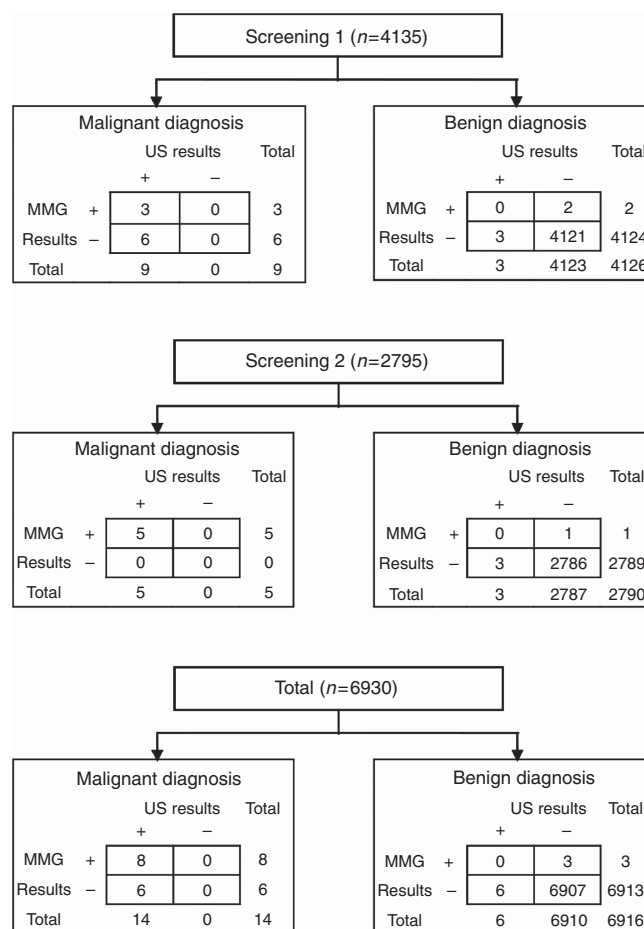 Screening 1 (n=4135)
Malignant diagnosis
US results Total
+ −
MMG + 3 0 3
Results − 6 0 6
Total 9 0 9
Benign diagnosis
US results Total
+ −
MMG + 0 2 2
Results − 3 4121 4124
Total 3 4123 4126
Screening 2 (n=2795)
Malignant diagnosis
US results Total
+ −
MMG + 5 0 5
Results − 0 0 0
Total 5 0 5
Benign diagnosis
US results Total
+ −
MMG + 0 1 1
Results − 3 2786 2789
Total 3 2787 2790
Total (n=6930)
Malignant diagnosis
US results Total
+ −
MMG + 8 0 8
Results − 6 0 6
Total 14 0 14
Benign diagnosis
US results Total
+ −
MMG + 0 3 3
Results − 6 6907 6913
Total 6 6910 6916